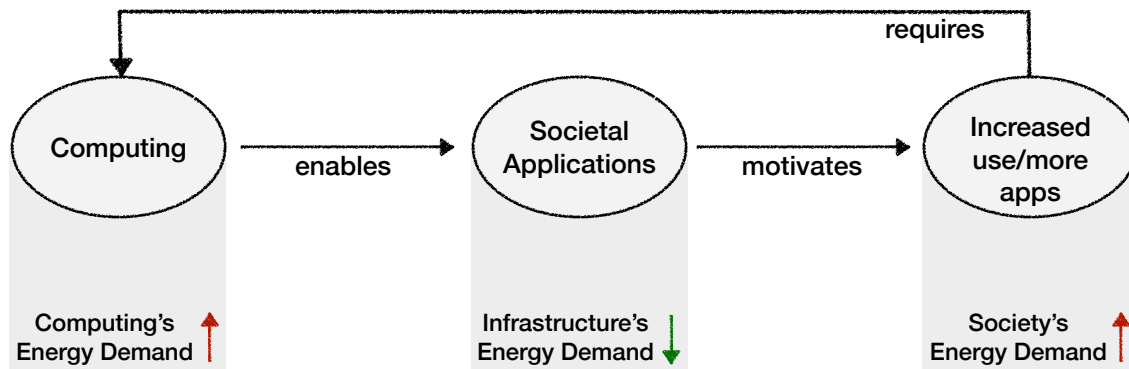 requires
Computing
enables
Societal
Applications
motivates
Increased
use/more
apps
Computing's
Energy Demand
Infrastructure's
Energy Demand
Society's
Energy Demand